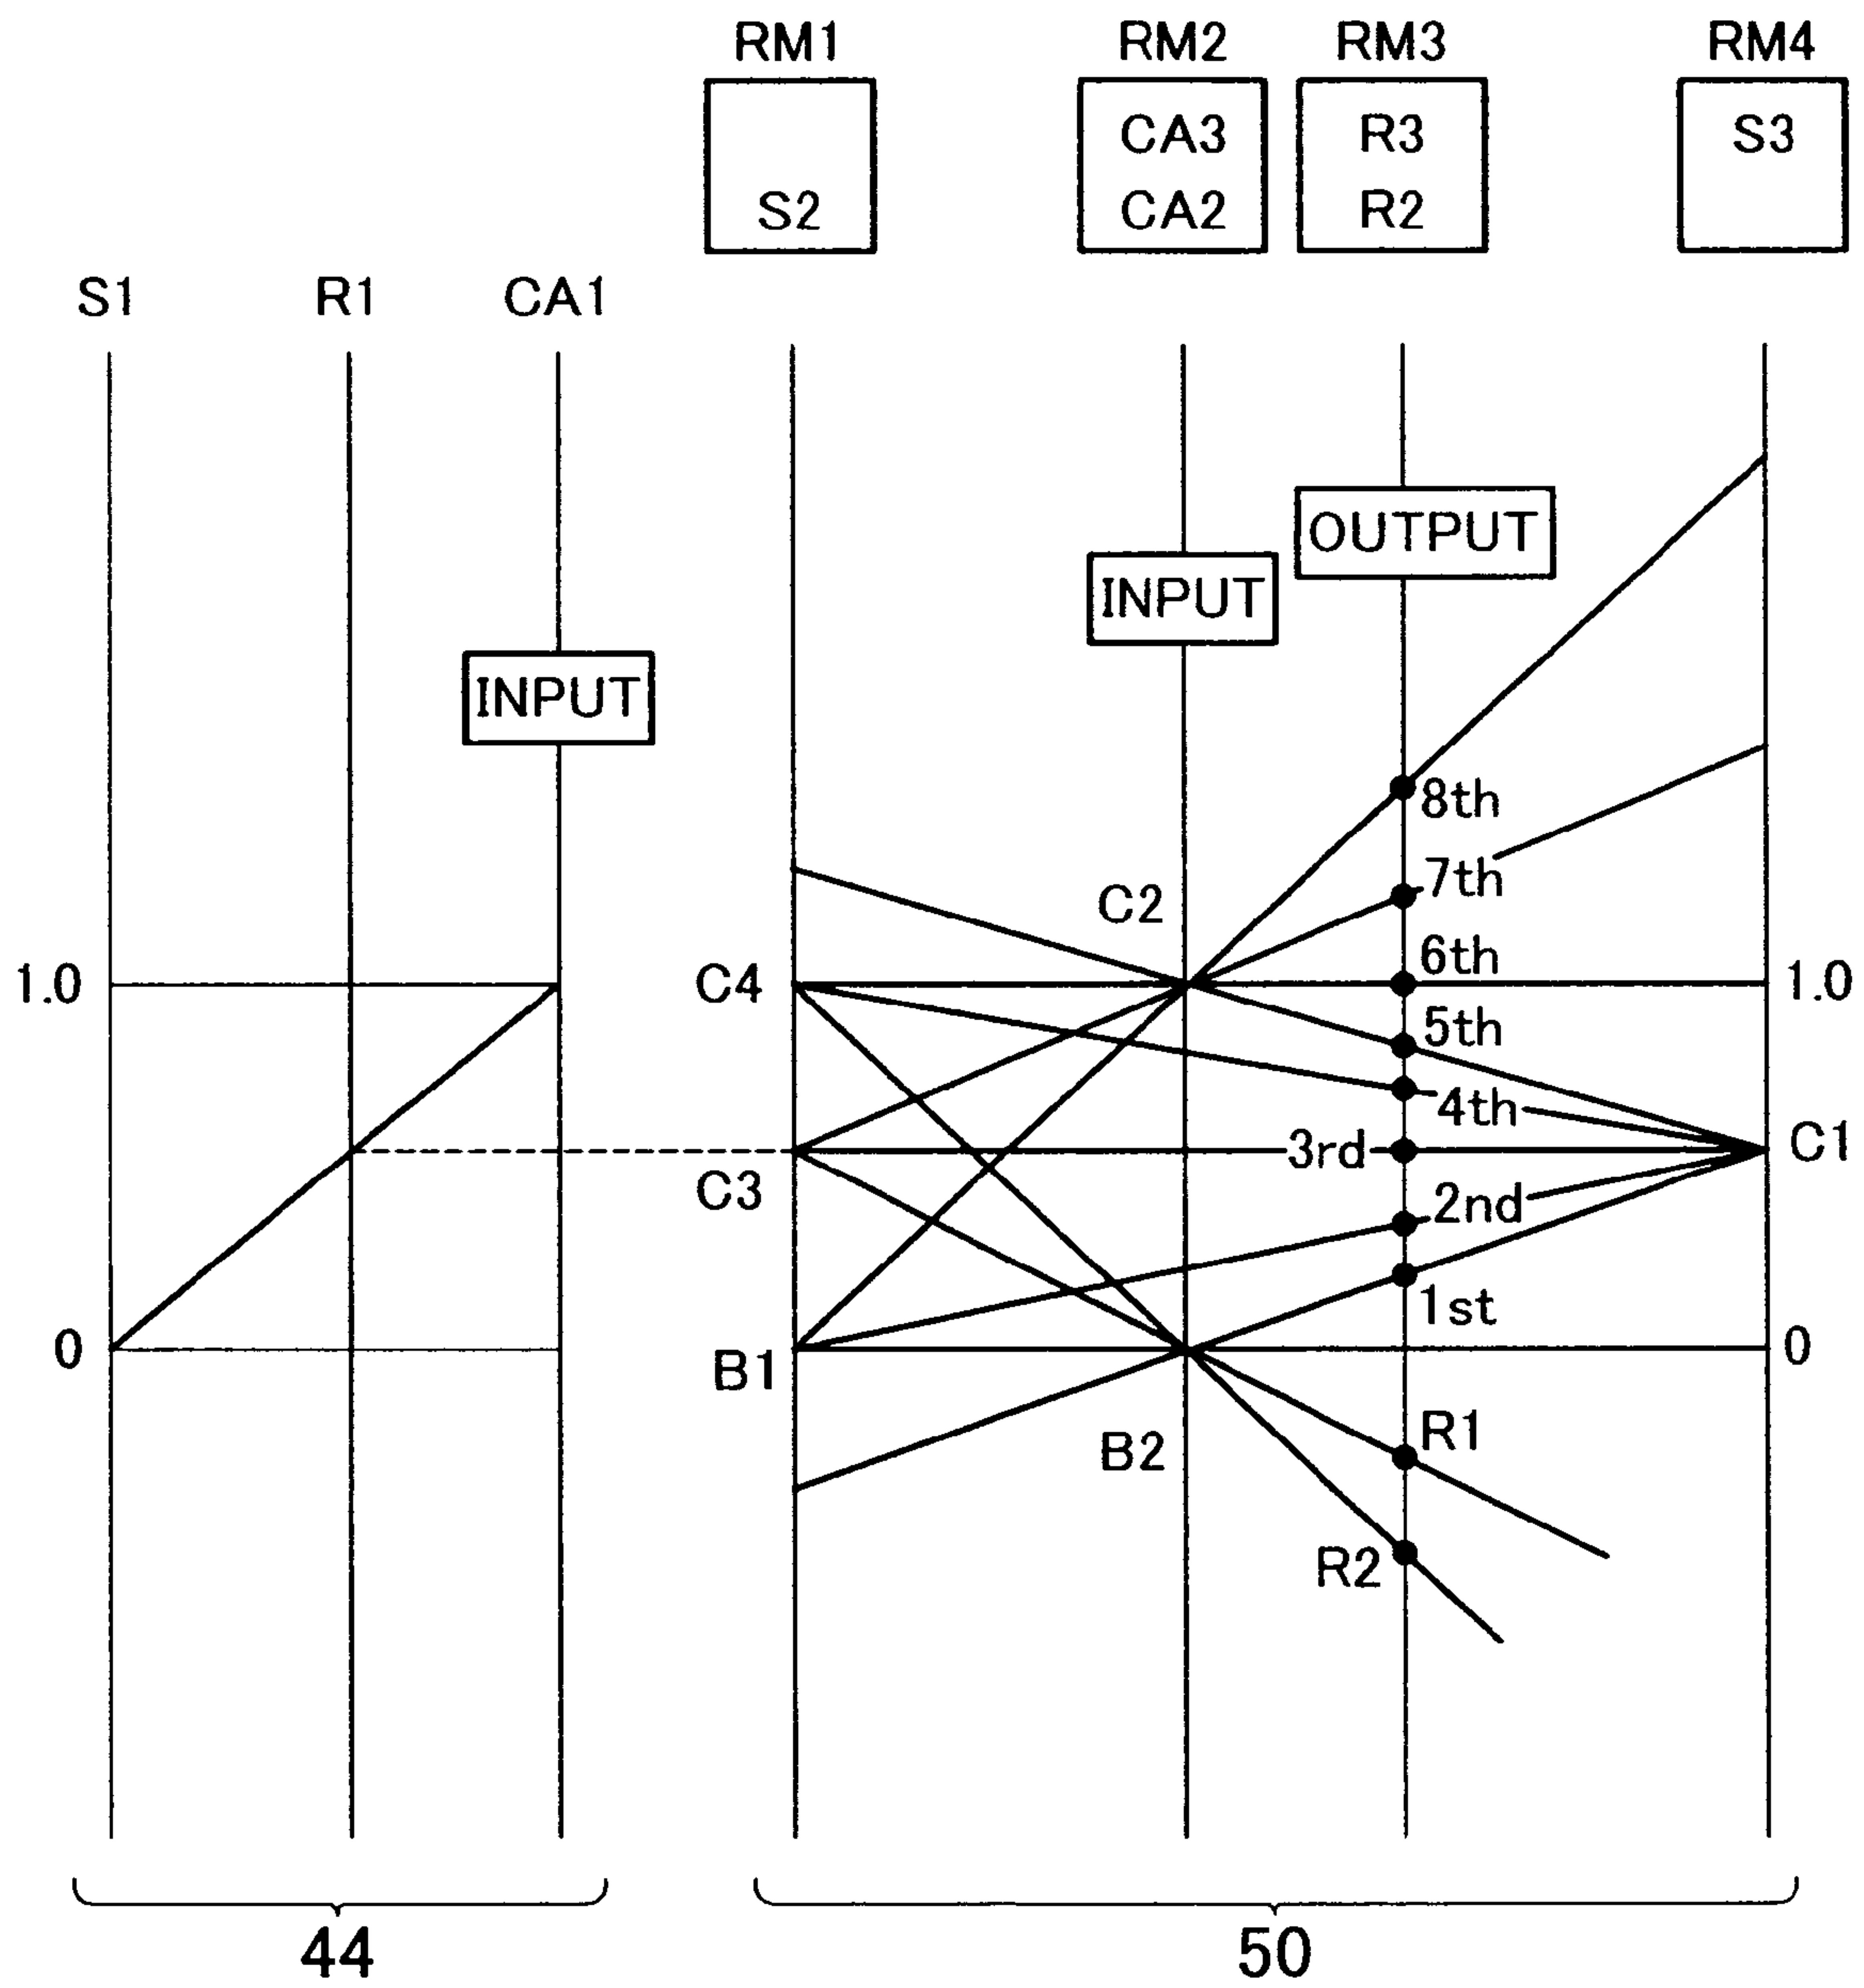 RM1 RM2 RM3 RM4
CA3 R3 S3
S2 CA2 R2
S1 R1 CA1
OUTPUT
INPUT
INPUT
8th
7th
C2
6th
1.0 C4 1.0
5th
4th
3rd C1
C3
2nd
1st
0 B1 0
R1
B2
R2
44 50